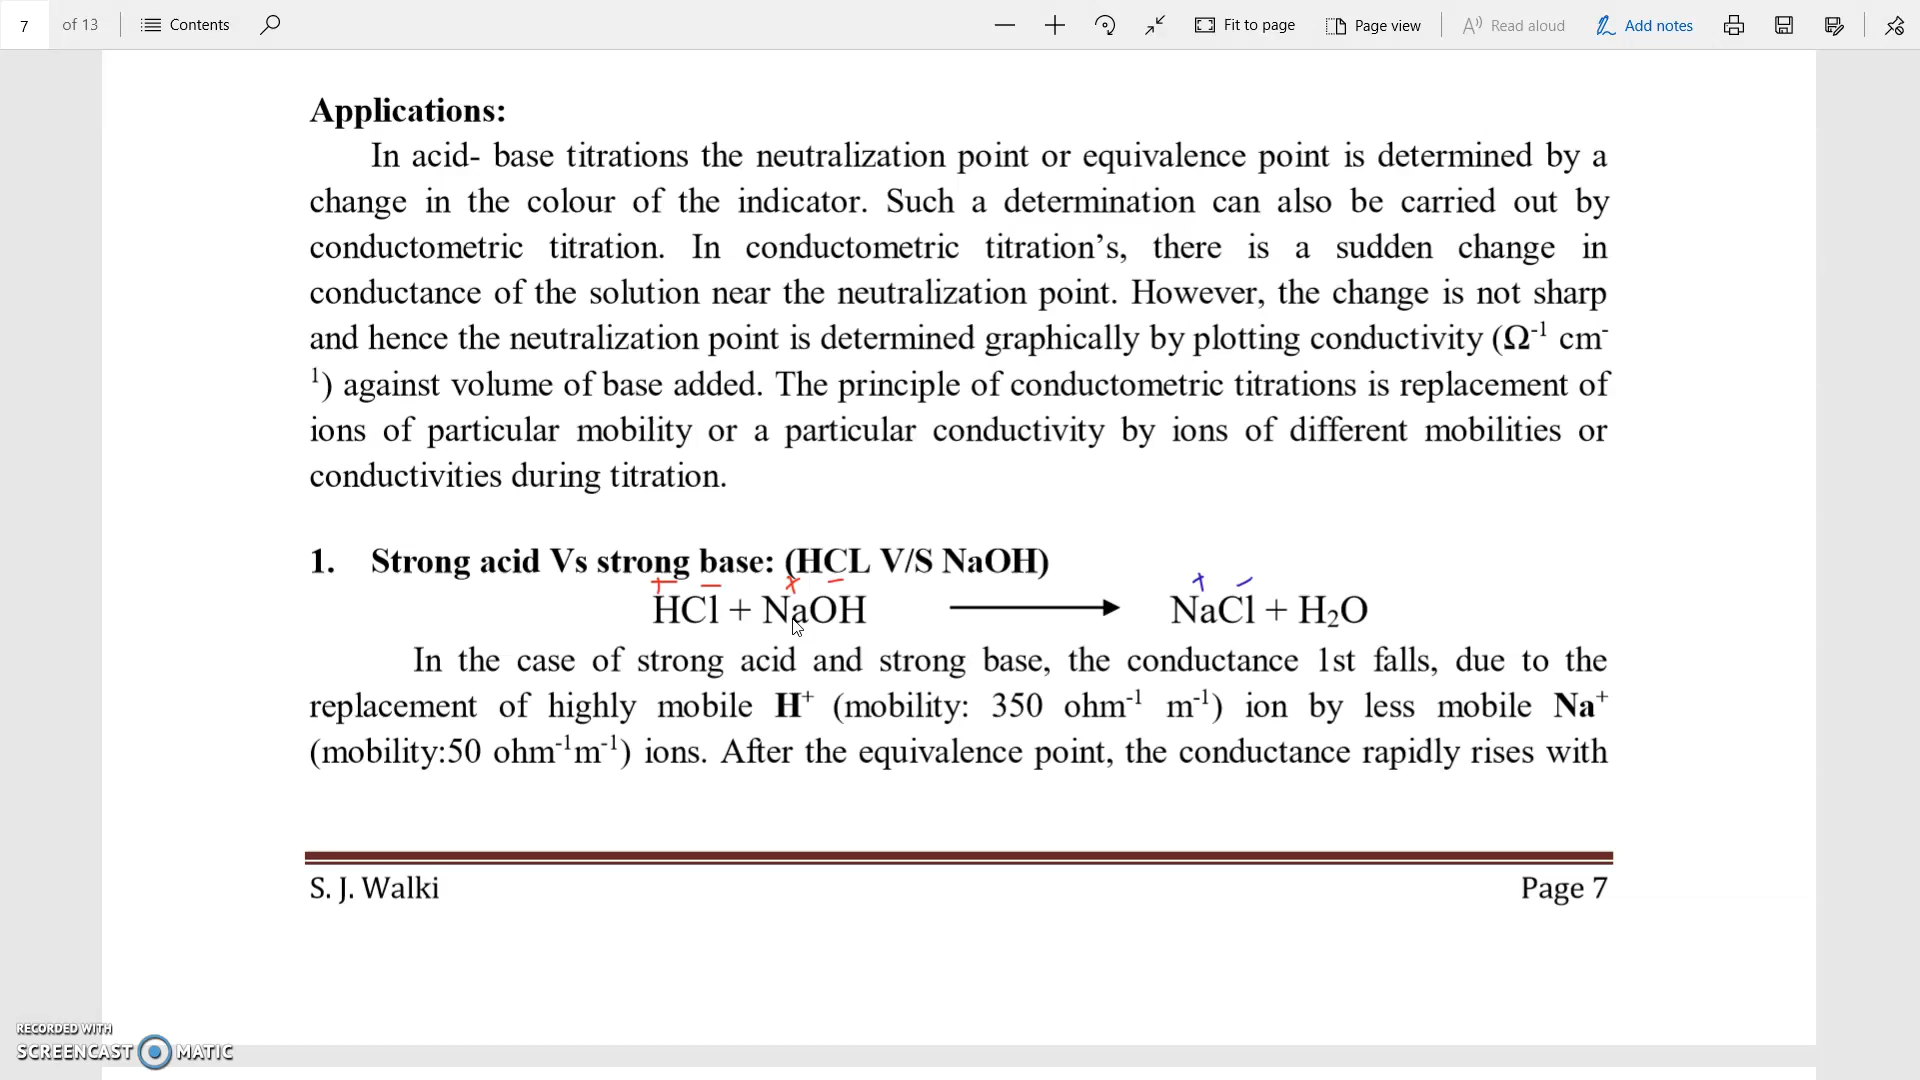 7 of 13 Contents Fit to page Page view Read aloud Add notes
Applications:
In acid- base titrations the neutralization point or equivalence point is determined by a
change in the colour of the indicator. Such a determination can also be carried out by
conductometric titration. In conductometric titration’s, there is a sudden change in
conductance of the solution near the neutralization point. However, the change is not sharp
and hence the neutralization point is determined graphically by plotting conductivity (Ω⁻¹ cm⁻
¹) against volume of base added. The principle of conductometric titrations is replacement of
ions of particular mobility or a particular conductivity by ions of different mobilities or
conductivities during titration.
1. Strong acid Vs strong base: (HCL V/S NaOH)
+ − + − + −
HCl + NaOH ⟶ NaCl + H₂O
In the case of strong acid and strong base, the conductance 1st falls, due to the
replacement of highly mobile H⁺ (mobility: 350 ohm⁻¹ m⁻¹) ion by less mobile Na⁺
(mobility:50 ohm⁻¹m⁻¹) ions. After the equivalence point, the conductance rapidly rises with
S. J. Walki Page 7
RECORDED WITH
SCREENCAST MATIC